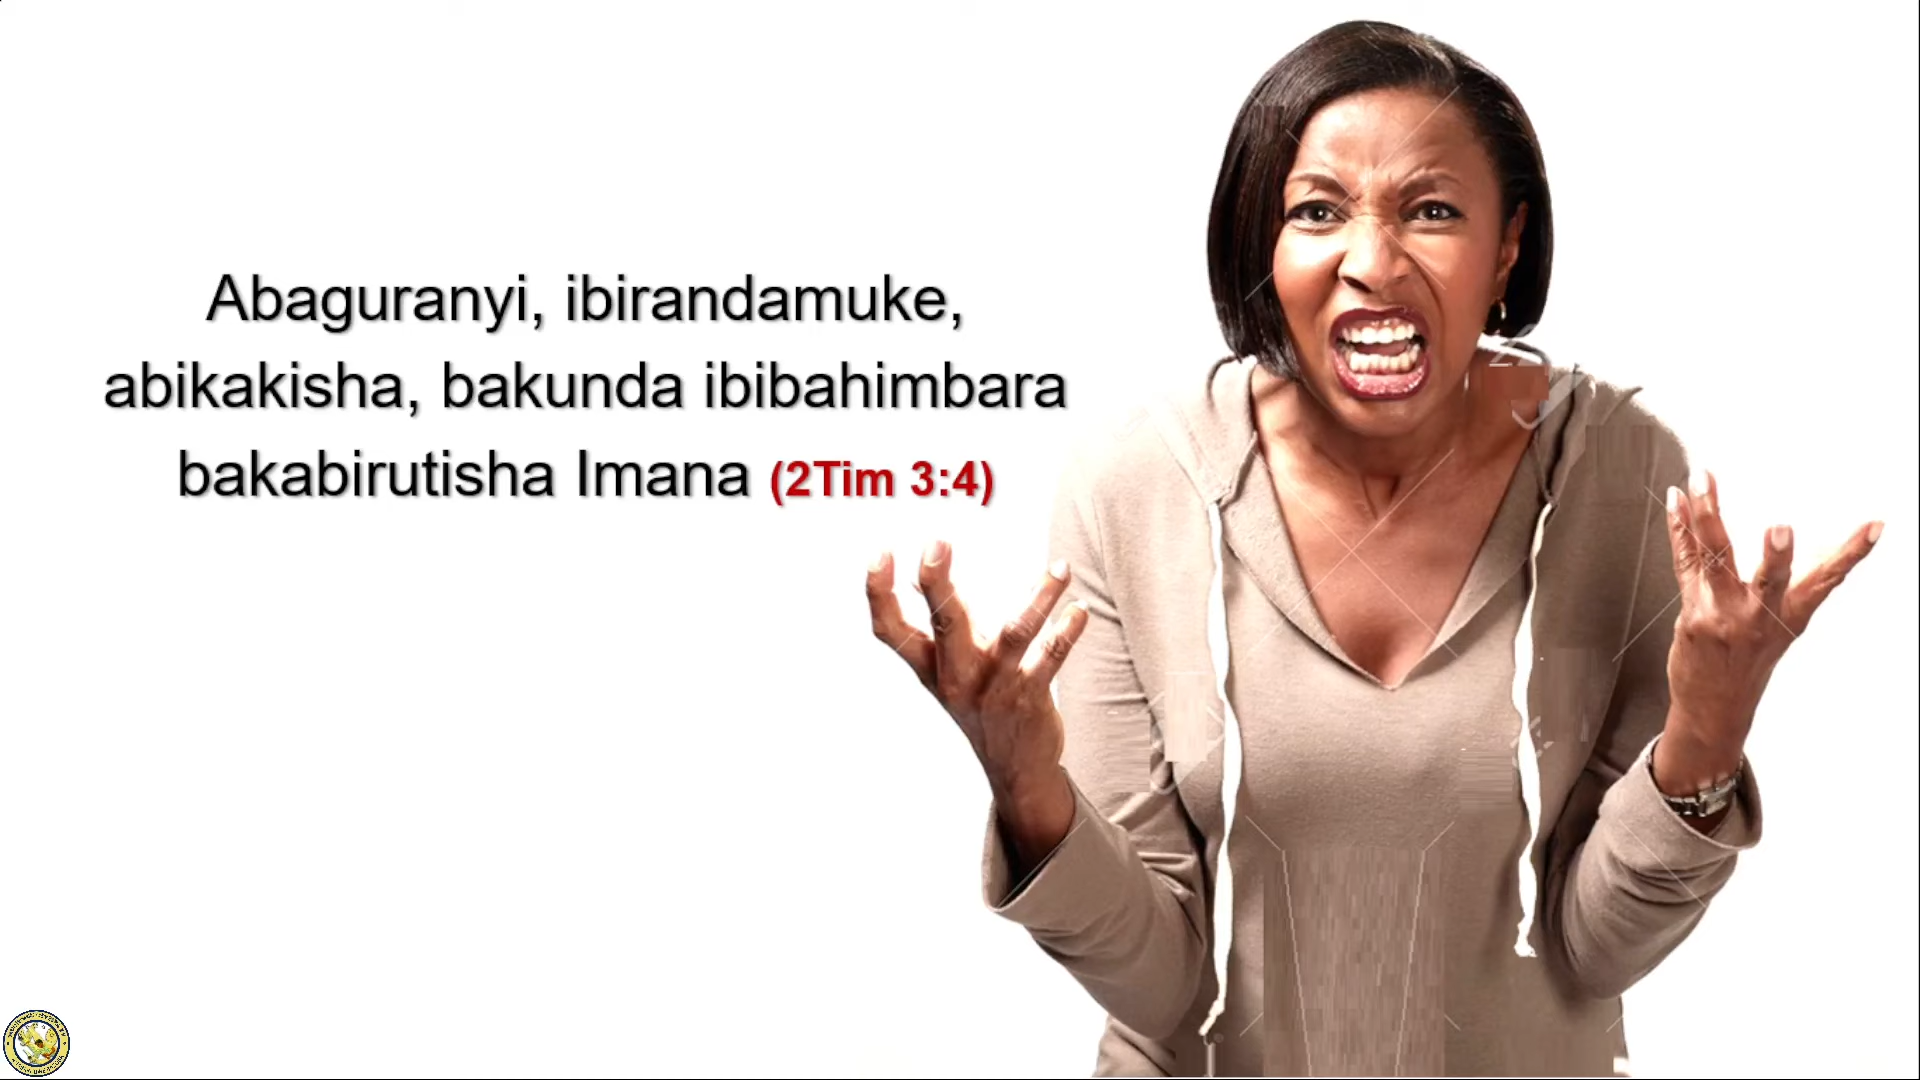 Abaguranyi, ibirandamuke,
abikakisha, bakunda ibibahimbara
bakabirutisha Imana (2Tim 3:4)